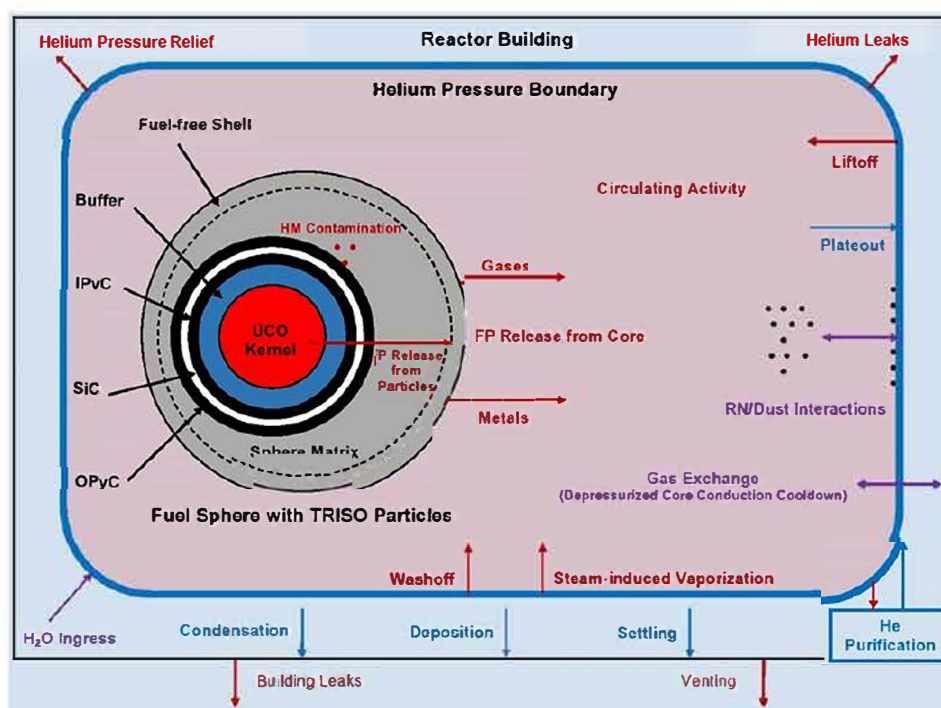 Helium Pressure Relief
Reactor Building
Helium Leaks
Helium Pressure Boundary
Fuel-free Shell
Liftoff
Buffer
Circulating Activity
HM Contamination
Plateout
Gases
IPyC
UCO
Kernel
FP Release from Core
FP Release
from
Particles
SiC
Metals
RN/Dust Interactions
Sphere Matrix
OPyC
Gas Exchange
(Depressurized Core Conduction Cooldown)
Fuel Sphere with TRISO Particles
Washoff
Steam-induced Vaporization
H₂O Ingress
Condensation
Deposition
Settling
He
Purification
Building Leaks
Venting